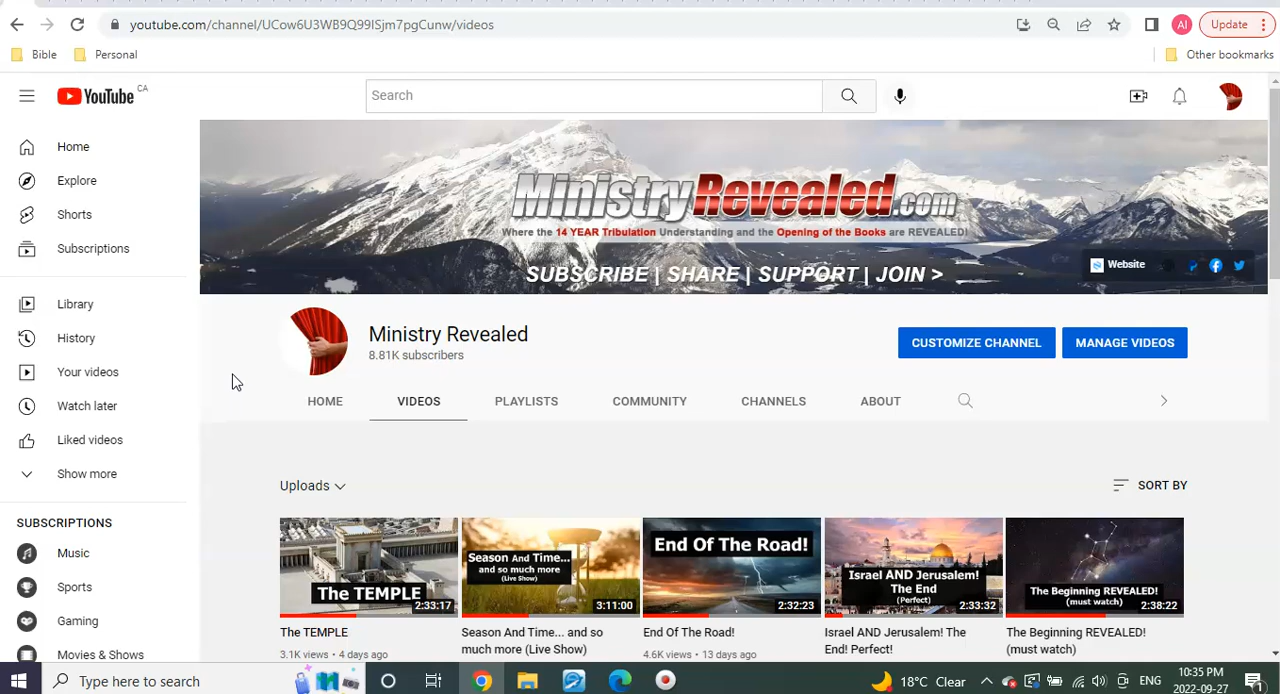 youtube.com/channel/UCow6U3WB9Q99ISjm7pgCunw/videos
AI
Update
Bible
Personal
Other bookmarks
YouTube CA
Search
Home
Explore
Shorts
Subscriptions
Library
History
Your videos
Watch later
Liked videos
Show more
SUBSCRIPTIONS
Music
Sports
Gaming
Movies & Shows
MinistryRevealed.com
Where the 14 YEAR Tribulation Understanding and the Opening of the Books are REVEALED!
SUBSCRIBE | SHARE | SUPPORT | JOIN >
Website
Ministry Revealed
8.81K subscribers
CUSTOMIZE CHANNEL
MANAGE VIDEOS
HOME
VIDEOS
PLAYLISTS
COMMUNITY
CHANNELS
ABOUT
Uploads
SORT BY
The TEMPLE
2:33:17
The TEMPLE
3.1K views • 4 days ago
Season And Time...
and so much more
(Live Show)
3:11:00
Season And Time... and so
much more (Live Show)
End Of The Road!
2:32:23
End Of The Road!
4.6K views • 13 days ago
Israel AND Jerusalem!
The End
(Perfect)
2:33:32
Israel AND Jerusalem! The
End! Perfect!
The Beginning REVEALED!
(must watch)
2:38:22
The Beginning REVEALED!
(must watch)
Type here to search
18°C Clear
ENG
10:35 PM
2022-09-27
1